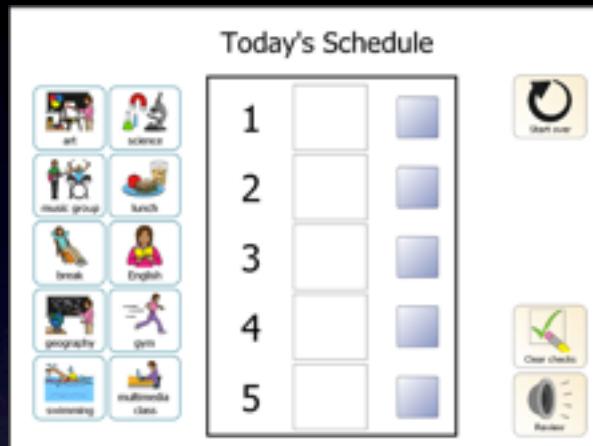 Today's Schedule
art
science
music group
lunch
break
English
geography
gym
swimming
multimedia
class
1
2
3
4
5
Start over
Clear checks
Review